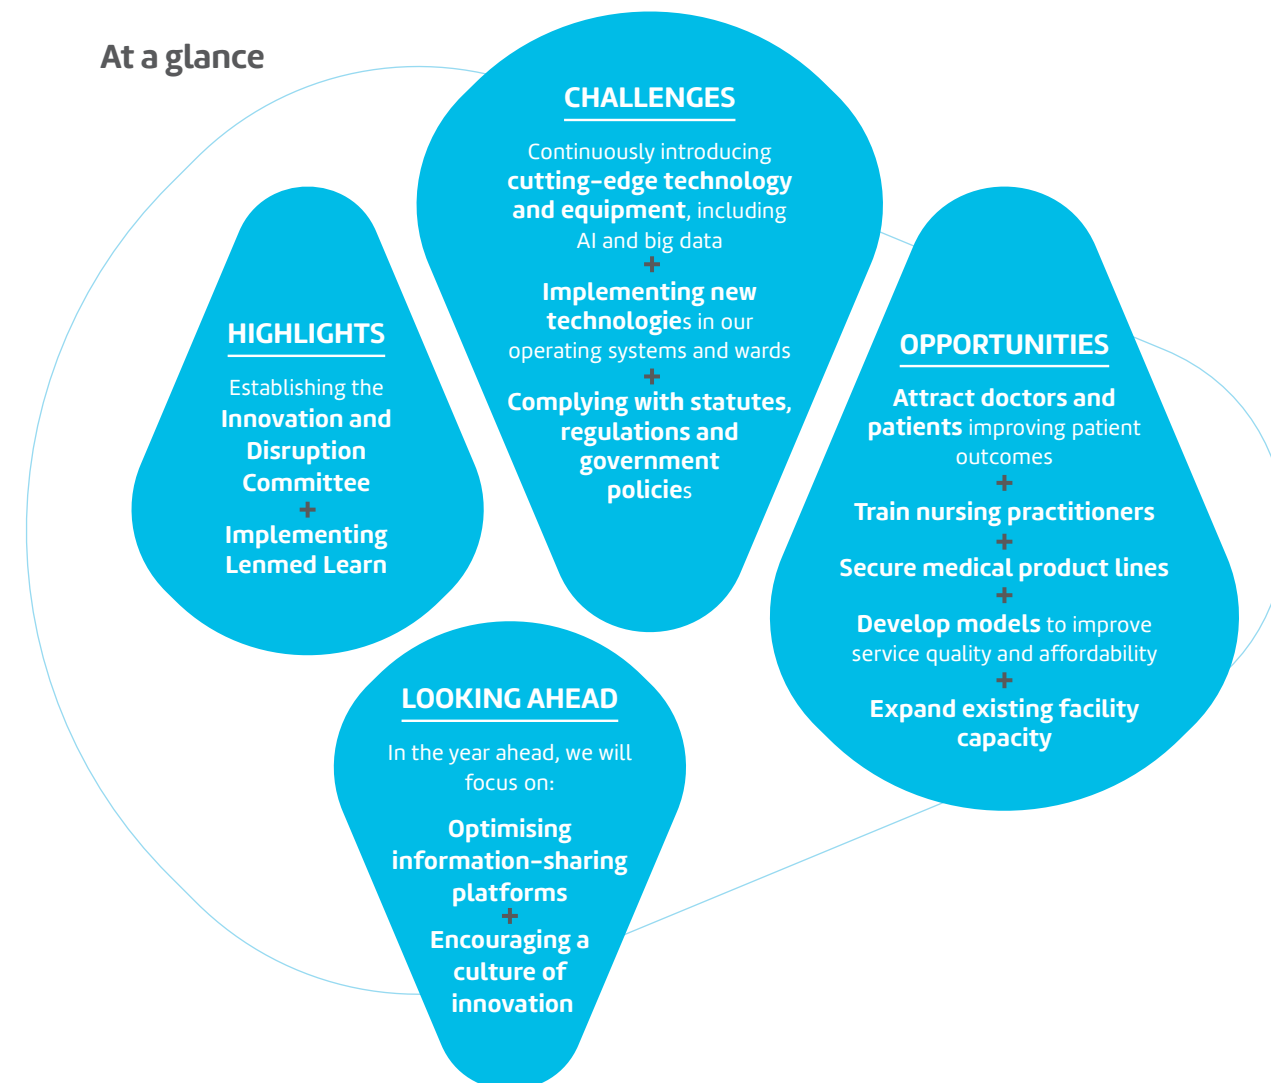 At a glance
HIGHLIGHTS
Establishing the
Innovation and
Disruption
Committee
+
Implementing
Lenmed Learn
CHALLENGES
Continuously introducing
cutting-edge technology
and equipment, including
AI and big data
+
Implementing new
technologies in our
operating systems and wards
+
Complying with statutes,
regulations and
government
policies
OPPORTUNITIES
Attract doctors and
patients improving patient
outcomes
+
Train nursing practitioners
+
Secure medical product lines
+
Develop models to improve
service quality and affordability
+
Expand existing facility
capacity
LOOKING AHEAD
In the year ahead, we will
focus on:
Optimising
information-sharing
platforms
+
Encouraging a
culture of
innovation